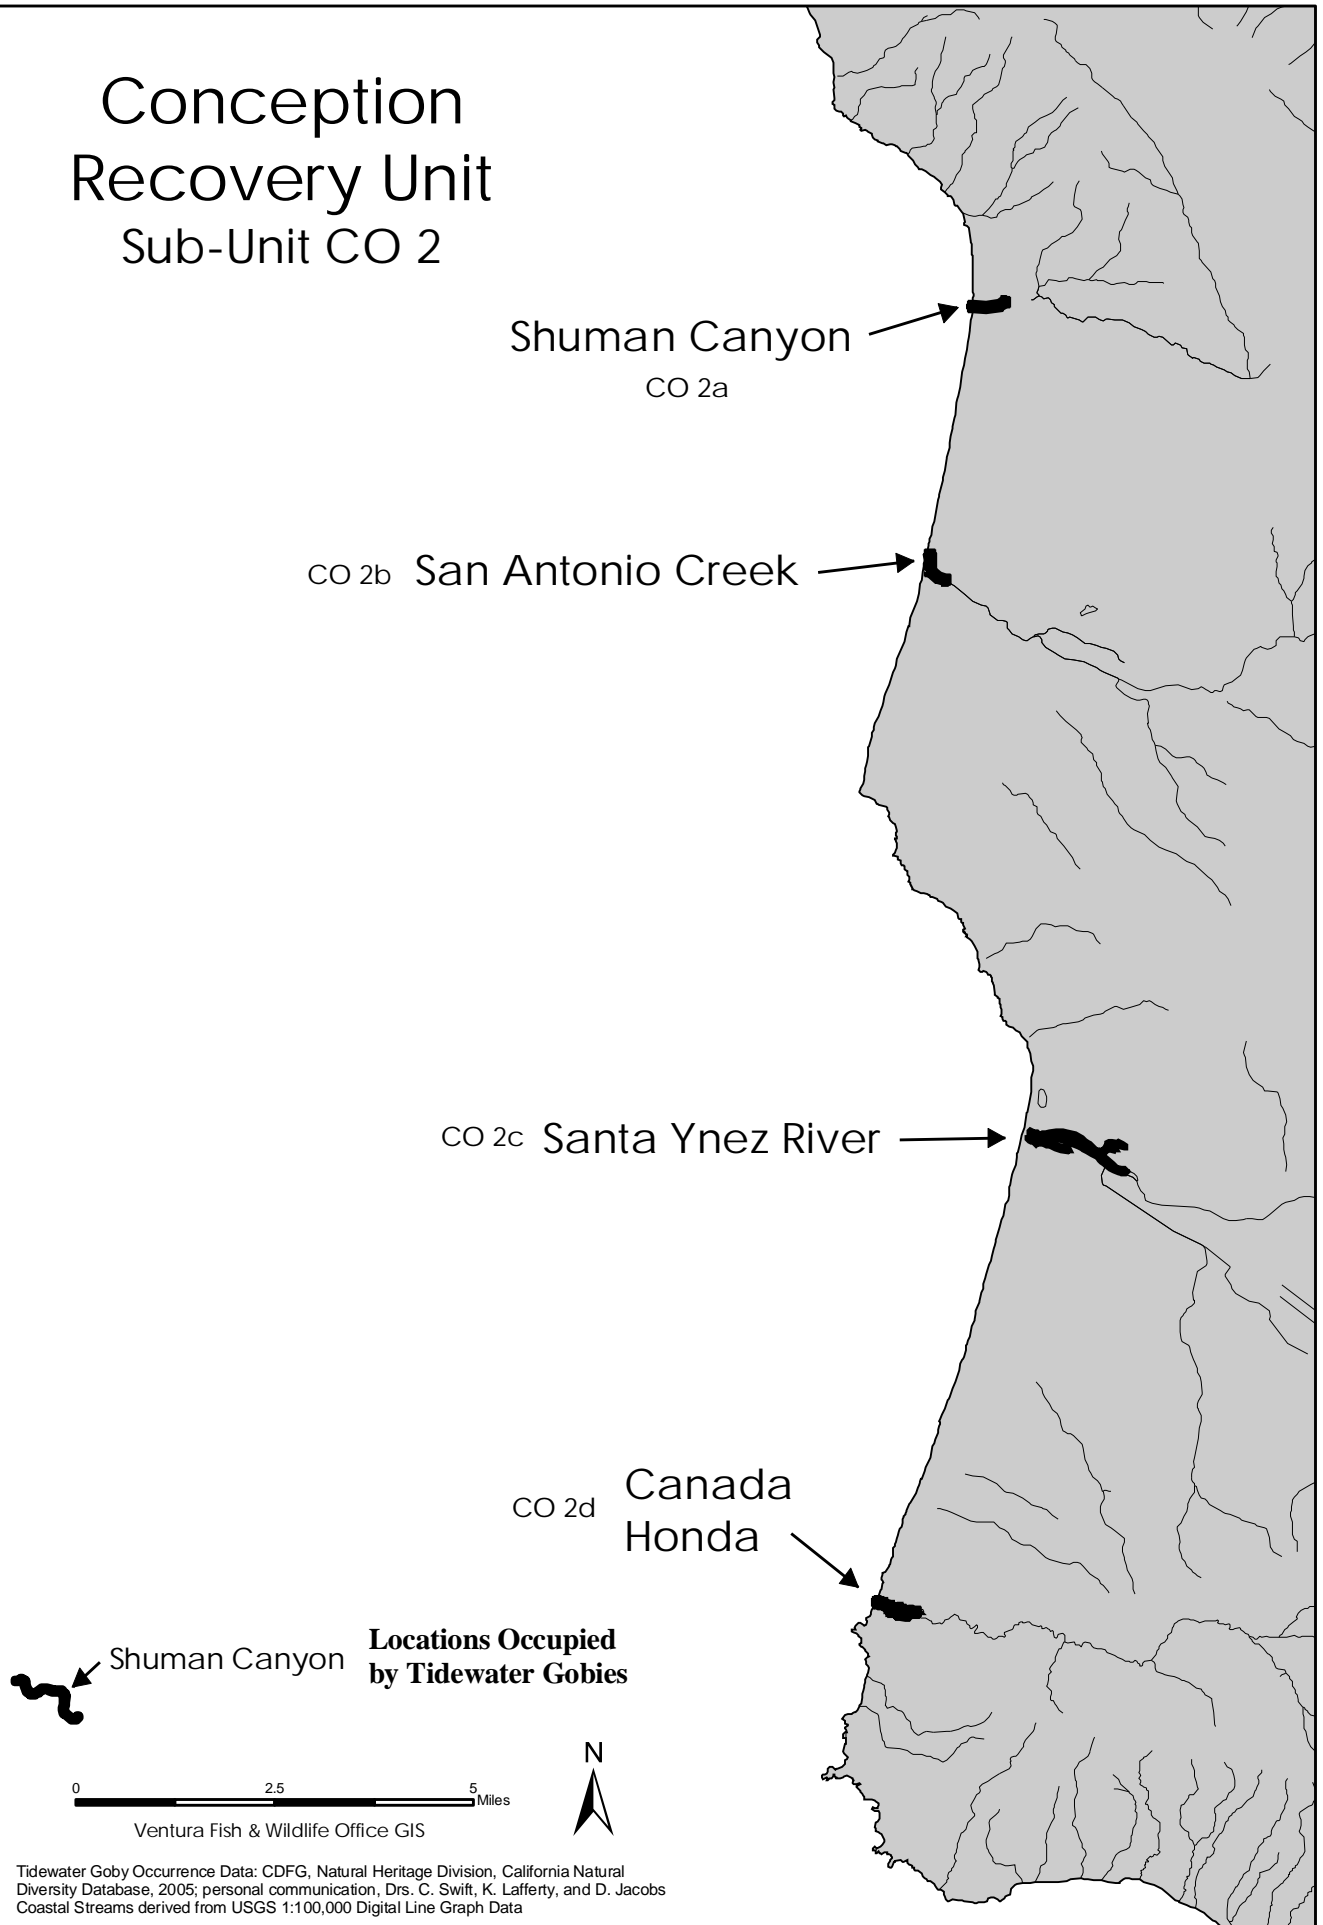 Conception
Recovery Unit
Sub-Unit CO 2
Shuman Canyon
CO 2a
CO 2b San Antonio Creek
CO 2c Santa Ynez River
CO 2d Canada
Honda
Shuman Canyon
Locations Occupied
by Tidewater Gobies
N
0 2.5 5
Miles
Ventura Fish & Wildlife Office GIS
Tidewater Goby Occurrence Data: CDFG, Natural Heritage Division, California Natural
Diversity Database, 2005; personal communication, Drs. C. Swift, K. Lafferty, and D. Jacobs
Coastal Streams derived from USGS 1:100,000 Digital Line Graph Data